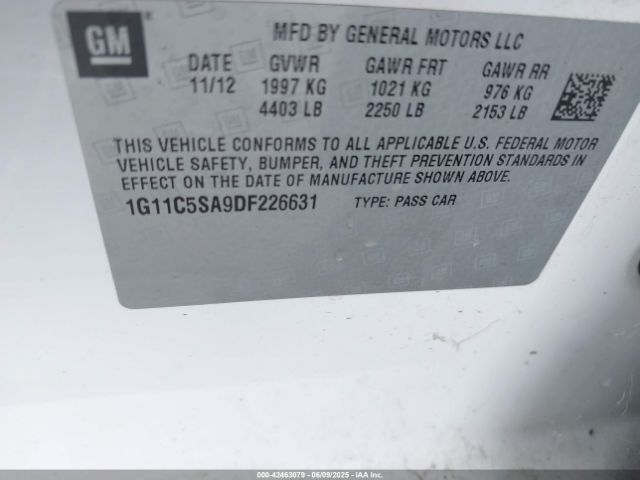 GM
MFD BY GENERAL MOTORS LLC
DATE GVWR GAWR FRT GAWR RR
11/12 1997 KG 1021 KG 976 KG
4403 LB 2250 LB 2153 LB
THIS VEHICLE CONFORMS TO ALL APPLICABLE U.S. FEDERAL MOTOR
VEHICLE SAFETY, BUMPER, AND THEFT PREVENTION STANDARDS IN
EFFECT ON THE DATE OF MANUFACTURE SHOWN ABOVE.
1G11C5SA9DF226631 TYPE: PASS CAR
000-42463079 - 06/09/2025 - IAAI.COM